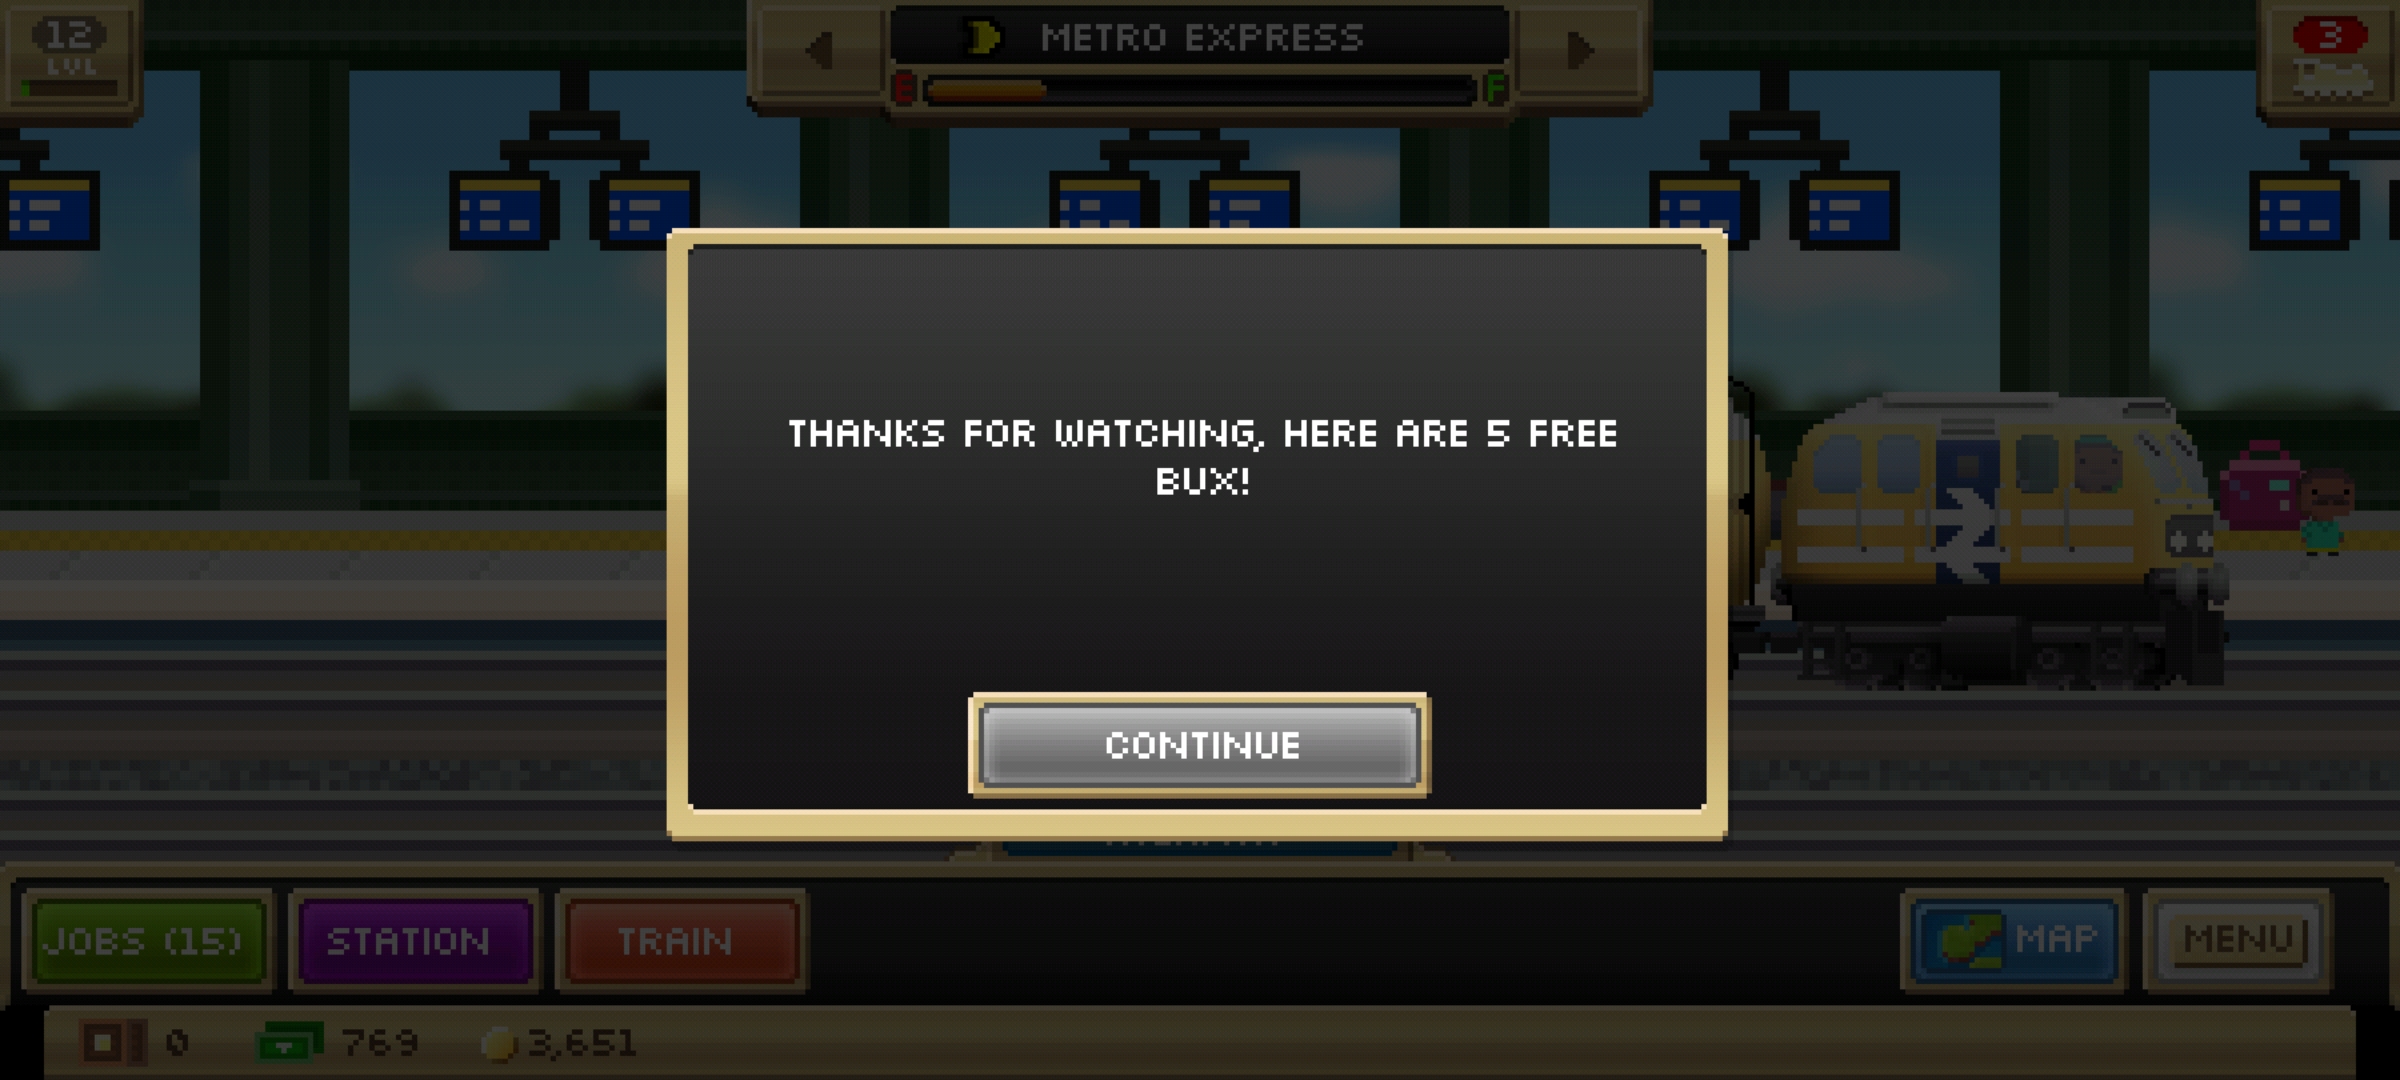 12
LVL
METRO EXPRESS
E F
3
THANKS FOR WATCHING, HERE ARE 5 FREE
BUX!
CONTINUE
JOBS (15)
STATION
TRAIN
MAP
MENU
0
769
3,651